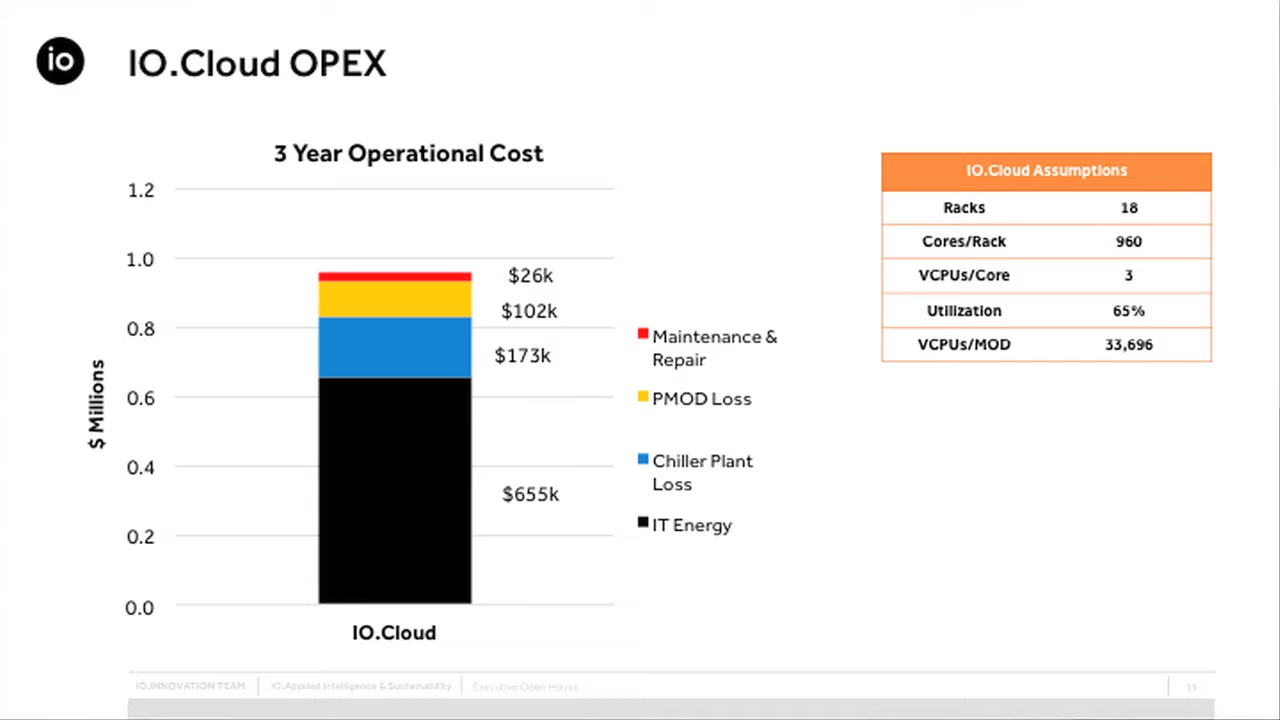 io
IO.Cloud OPEX
3 Year Operational Cost
1.2
1.0
0.8
0.6
0.4
0.2
0.0
$ Millions
$26k
$102k
$173k
$655k
IO.Cloud
Maintenance &
Repair
PMOD Loss
Chiller Plant
Loss
IT Energy
IO.Cloud Assumptions
Racks 18
Cores/Rack 960
VCPUs/Core 3
Utilization 65%
VCPUs/MOD 33,696
IO.INNOVATION TEAM IO.Applied Intelligence & Sustainability Executive Open House 15